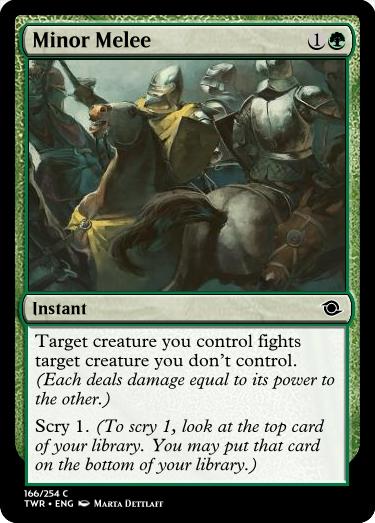 Minor Melee 1
Instant
Target creature you control fights
target creature you don't control.
(Each deals damage equal to its power to
the other.)
Scry 1. (To scry 1, look at the top card
of your library. You may put that card
on the bottom of your library.)
166/254 C
TWR • ENG Marta Dettlaff